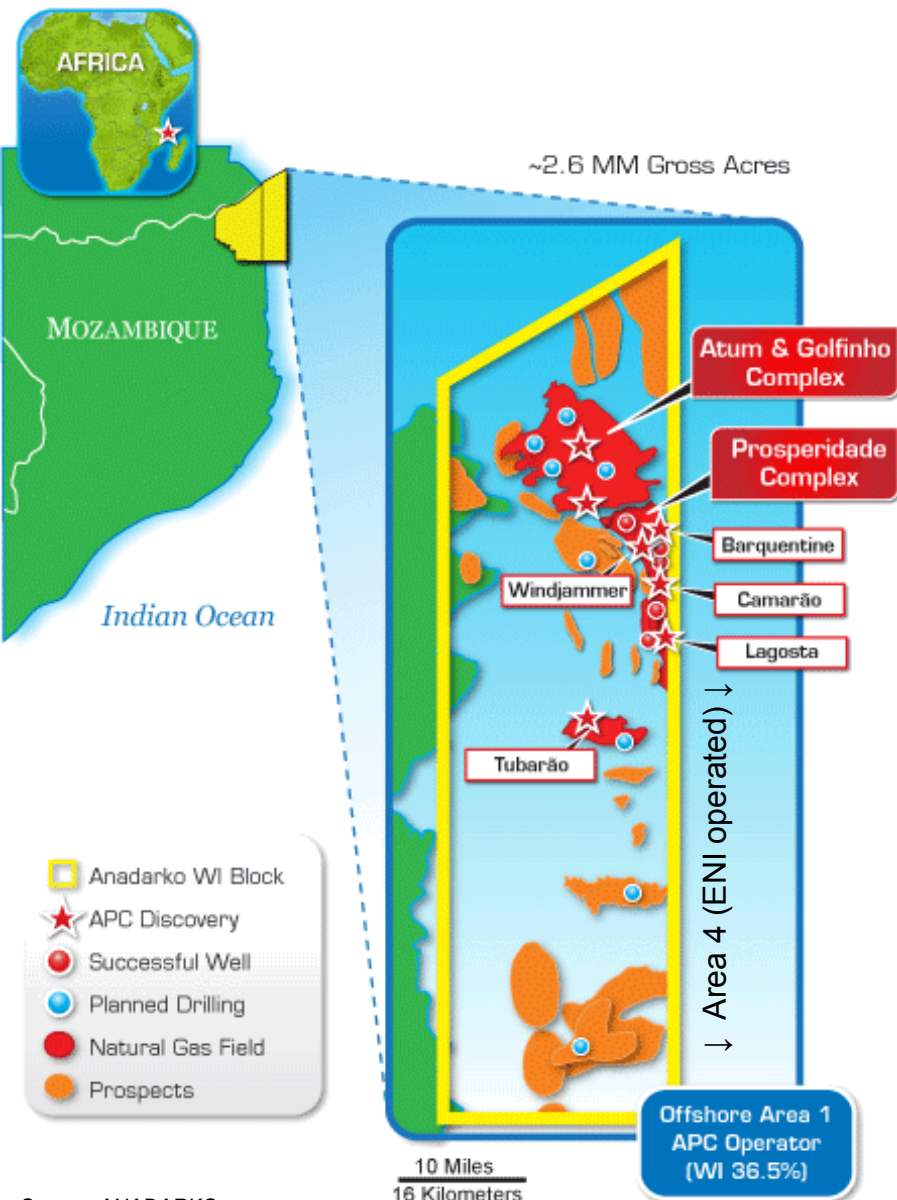 AFRICA
~2.6 MM Gross Acres
MOZAMBIQUE
Atum & Golfinho
Complex
Prosperidade
Complex
Barquentine
Windjammer
Camarão
Indian Ocean
Lagosta
Tubarão
← Area 4 (ENI operated) →
Anadarko WI Block
APC Discovery
Successful Well
Planned Drilling
Natural Gas Field
Prospects
Offshore Area 1
APC Operator
(WI 36.5%)
10 Miles
16 Kilometers